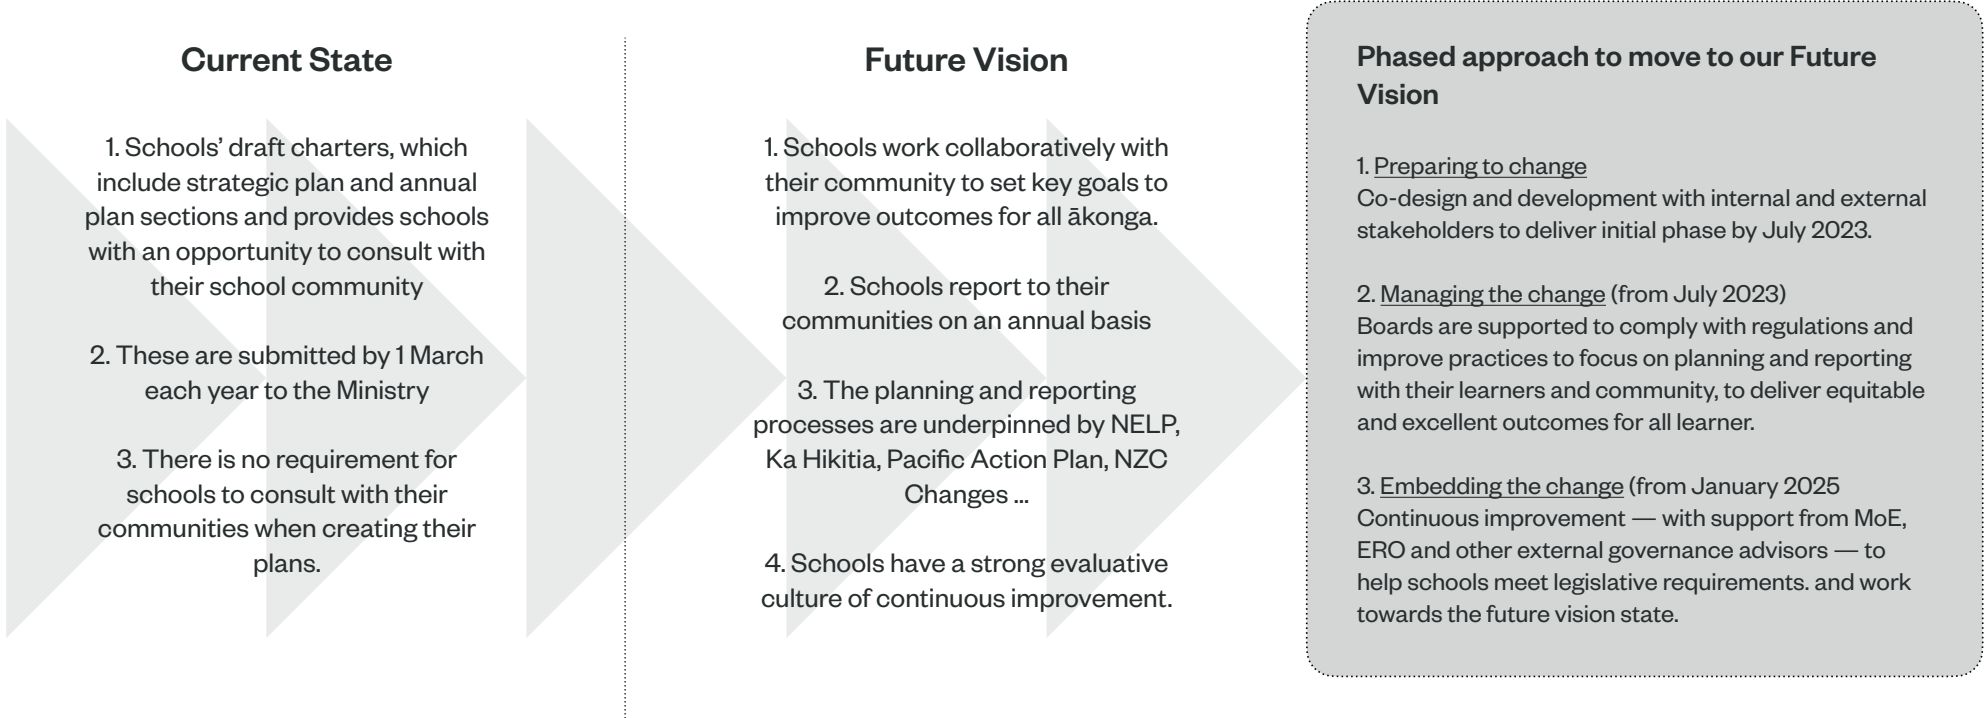 Current State
1. Schools’ draft charters, which
include strategic plan and annual
plan sections and provides schools
with an opportunity to consult with
their school community
2. These are submitted by 1 March
each year to the Ministry
3. There is no requirement for
schools to consult with their
communities when creating their
plans.
Future Vision
1. Schools work collaboratively with
their community to set key goals to
improve outcomes for all ākonga.
2. Schools report to their
communities on an annual basis
3. The planning and reporting
processes are underpinned by NELP,
Ka Hikitia, Pacific Action Plan, NZC
Changes ...
4. Schools have a strong evaluative
culture of continuous improvement.
Phased approach to move to our Future
Vision
1. Preparing to change
Co-design and development with internal and external
stakeholders to deliver initial phase by July 2023.
2. Managing the change (from July 2023)
Boards are supported to comply with regulations and
improve practices to focus on planning and reporting
with their learners and community, to deliver equitable
and excellent outcomes for all learner.
3. Embedding the change (from January 2025
Continuous improvement — with support from MoE,
ERO and other external governance advisors — to
help schools meet legislative requirements. and work
towards the future vision state.